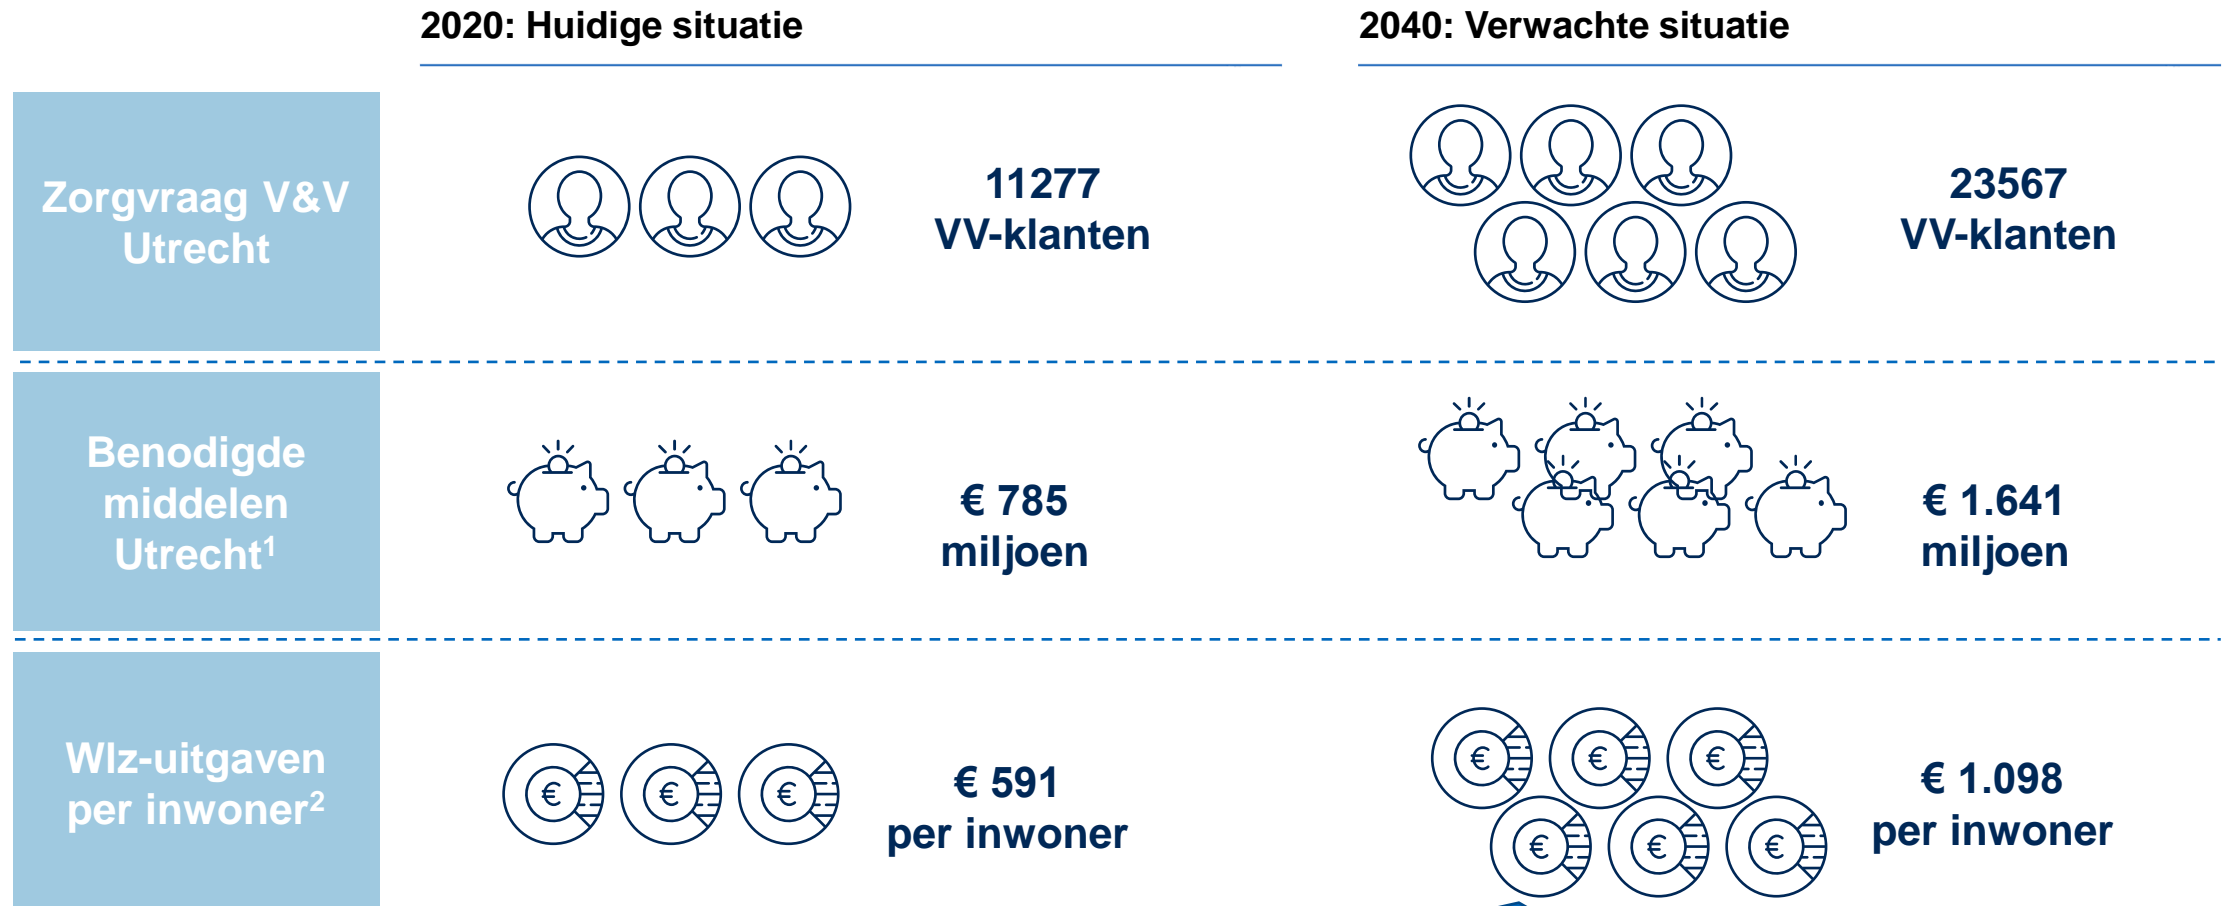 2020: Huidige situatie
2040: Verwachte situatie
Zorgvraag V&V
Utrecht
11277
VV-klanten
23567
VV-klanten
Benodigde
middelen
Utrecht¹
€ 785
miljoen
€ 1.641
miljoen
Wlz-uitgaven
per inwoner²
€ 591
per inwoner
€ 1.098
per inwoner